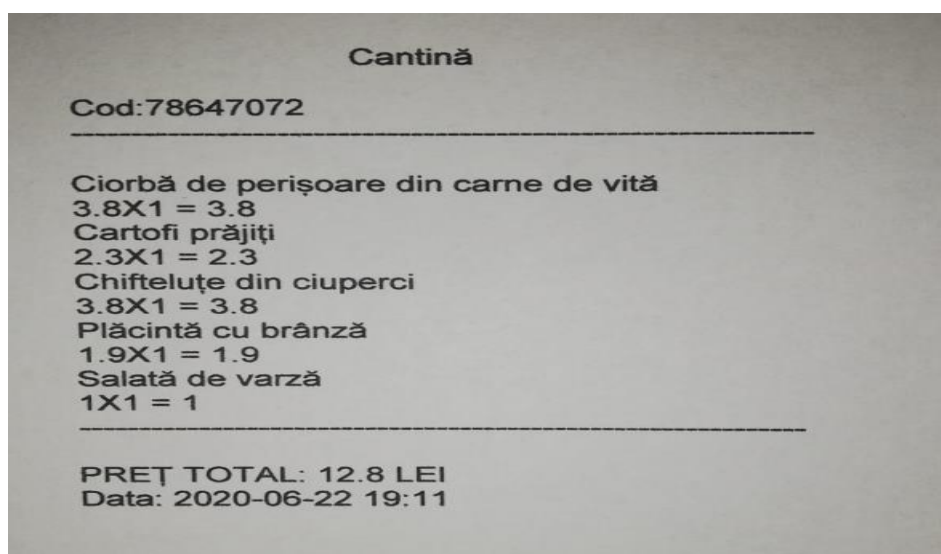 Cantină
Cod:78647072
------------------------------------------------------------
Ciorbă de perișoare din carne de vită
3.8X1 = 3.8
Cartofi prăjiți
2.3X1 = 2.3
Chifteluțe din ciuperci
3.8X1 = 3.8
Plăcintă cu brânză
1.9X1 = 1.9
Salată de varză
1X1 = 1
------------------------------------------------------------
PREȚ TOTAL: 12.8 LEI
Data: 2020-06-22 19:11